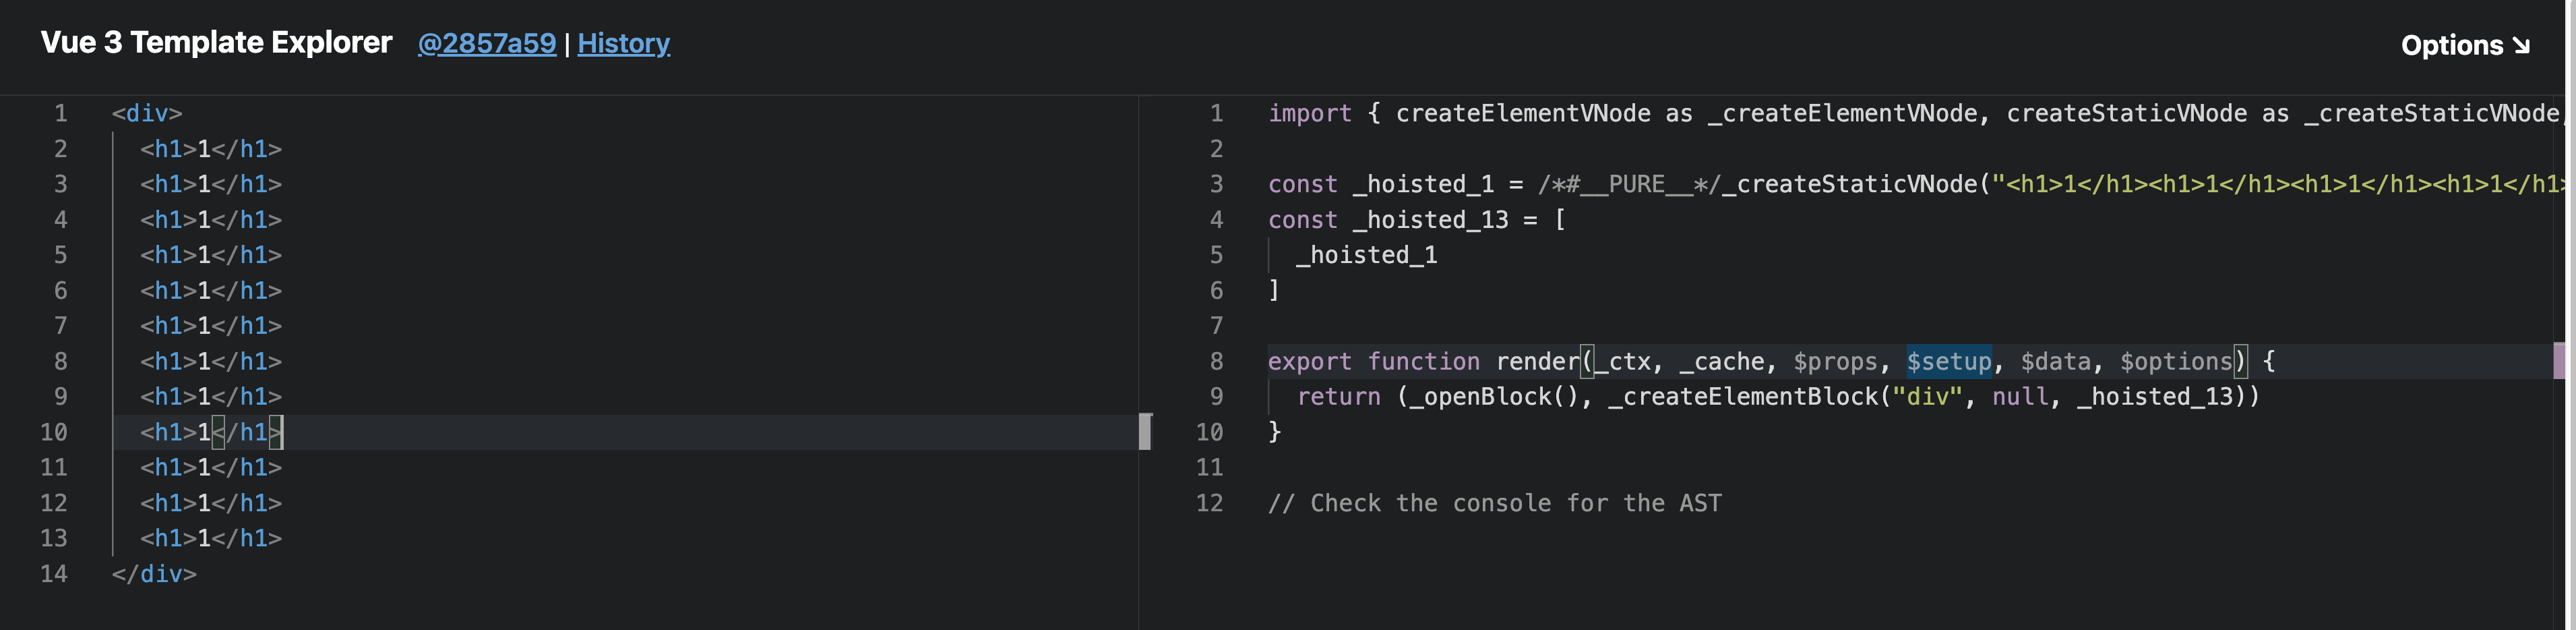 Vue 3 Template Explorer @2857a59 | History
Options ↘
1 <div>
2 <h1>1</h1>
3 <h1>1</h1>
4 <h1>1</h1>
5 <h1>1</h1>
6 <h1>1</h1>
7 <h1>1</h1>
8 <h1>1</h1>
9 <h1>1</h1>
10 <h1>1</h1>
11 <h1>1</h1>
12 <h1>1</h1>
13 <h1>1</h1>
14 </div>
1 import { createElementVNode as _createElementVNode, createStaticVNode as _createStaticVNode,
2
3 const _hoisted_1 = /*#__PURE__*/_createStaticVNode("<h1>1</h1><h1>1</h1><h1>1</h1><h1>1</h1>
4 const _hoisted_13 = [
5 _hoisted_1
6 ]
7
8 export function render(_ctx, _cache, $props, $setup, $data, $options) {
9 return (_openBlock(), _createElementBlock("div", null, _hoisted_13))
10 }
11
12 // Check the console for the AST